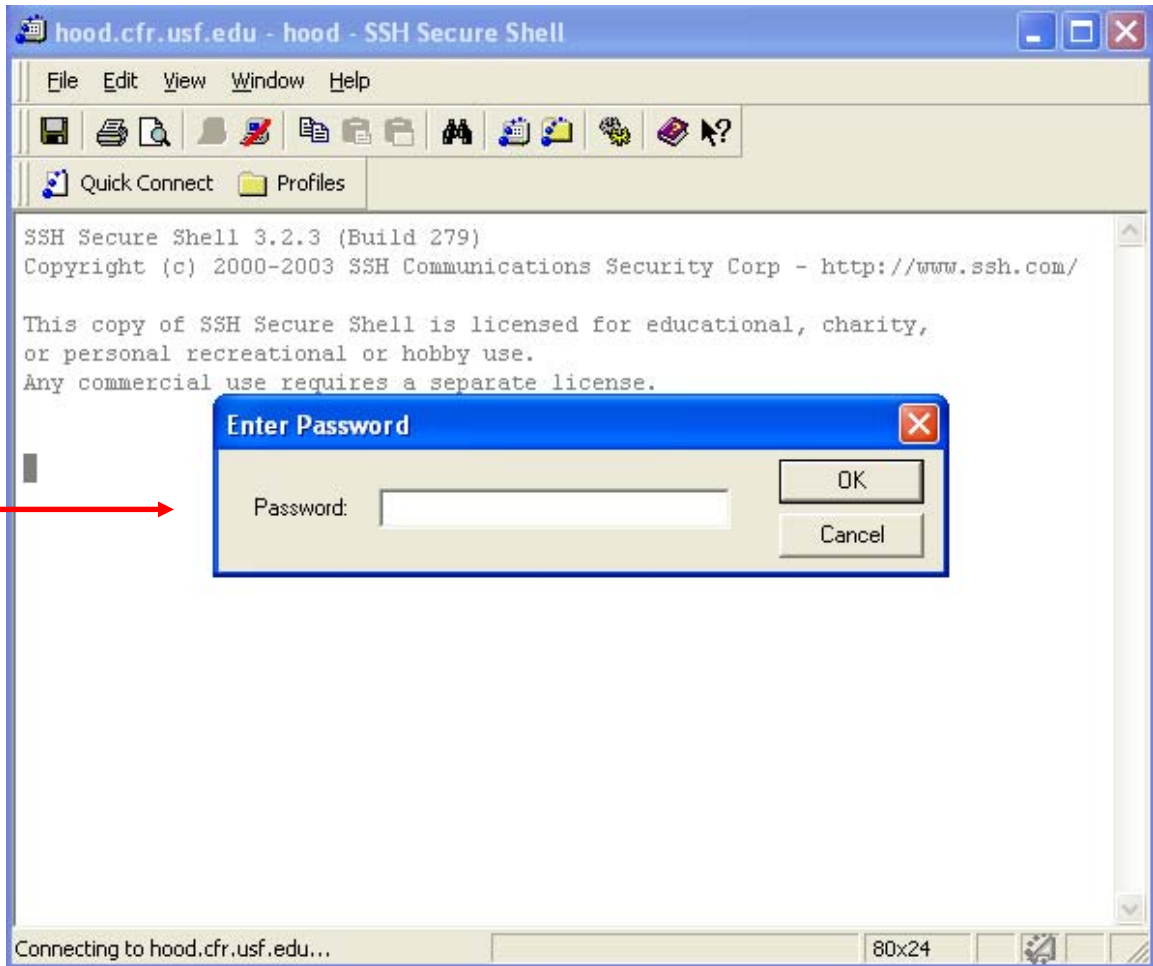 hood.cfr.usf.edu - hood - SSH Secure Shell
File Edit View Window Help
Quick Connect Profiles
SSH Secure Shell 3.2.3 (Build 279)
Copyright (c) 2000-2003 SSH Communications Security Corp - http://www.ssh.com/
This copy of SSH Secure Shell is licensed for educational, charity,
or personal recreational or hobby use.
Any commercial use requires a separate license.
Enter Password
Password:
OK
Cancel
Connecting to hood.cfr.usf.edu...
80x24